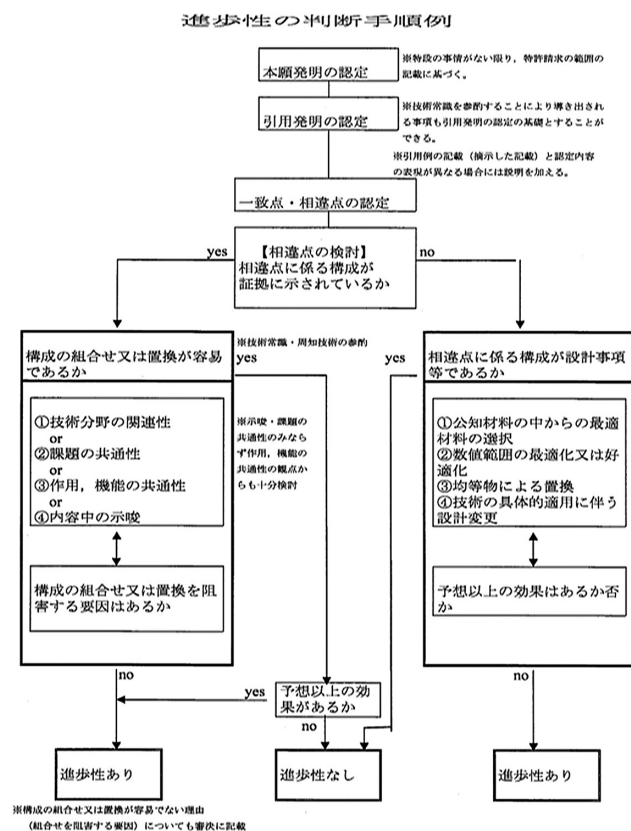 進歩性の判断手順例
本願発明の認定
※特段の事情がない限り，特許請求の範囲の
記載に基づく。
引用発明の認定
※技術常識を参酌することにより導き出され
る事項も引用発明の認定の基礎とすることが
できる。
※引用例の記載（摘示した記載）と認定内容
の表現が異なる場合には説明を加える。
一致点・相違点の認定
yes
【相違点の検討】
相違点に係る構成が
証拠に示されているか
no
構成の組合せ又は置換が容易
であるか
※技術常識・周知技術の参酌
yes
yes
相違点に係る構成が設計事項
等であるか
①技術分野の関連性
or
②課題の共通性
or
③作用，機能の共通性
or
④内容中の示唆
※示唆・課題の
共通性のみなら
ず作用，機能の
共通性の観点か
らも十分検討
①公知材料の中からの最適
材料の選択
②数値範囲の最適化又は好
適化
③均等物による置換
④技術の具体的適用に伴う
設計変更
構成の組合せ又は置換を阻
害する要因はあるか
予想以上の効果はあるか否
か
no
yes
予想以上の効
果があるか
no
no
進歩性あり
進歩性なし
進歩性あり
※構成の組合せ又は置換が容易でない理由
（組合せを阻害する要因）についても審決に記載